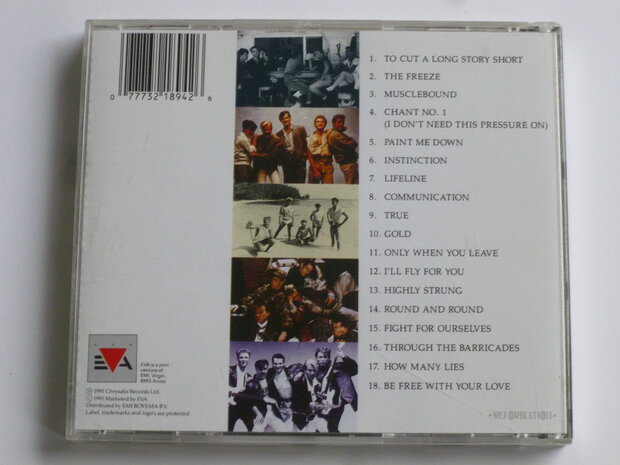 1. TO CUT A LONG STORY SHORT
2. THE FREEZE
3. MUSCLEBOUND
4. CHANT NO. 1
(I DON'T NEED THIS PRESSURE ON)
5. PAINT ME DOWN
6. INSTINCTION
7. LIFELINE
8. COMMUNICATION
9. TRUE
10. GOLD
11. ONLY WHEN YOU LEAVE
12. I'LL FLY FOR YOU
13. HIGHLY STRUNG
14. ROUND AND ROUND
15. FIGHT FOR OURSELVES
16. THROUGH THE BARRICADES
17. HOW MANY LIES
18. BE FREE WITH YOUR LOVE
0 77732 18942 6
EVA
EVA is a joint
venture of
EMI, Virgin
BMG Ariola
℗ 1991 Chrysalis Records Ltd.
© 1991 Marketed by EVA
Distributed by EMI BOVEMA B.V.
Label, trademarks and logo's are protected.
•REFORMATION•